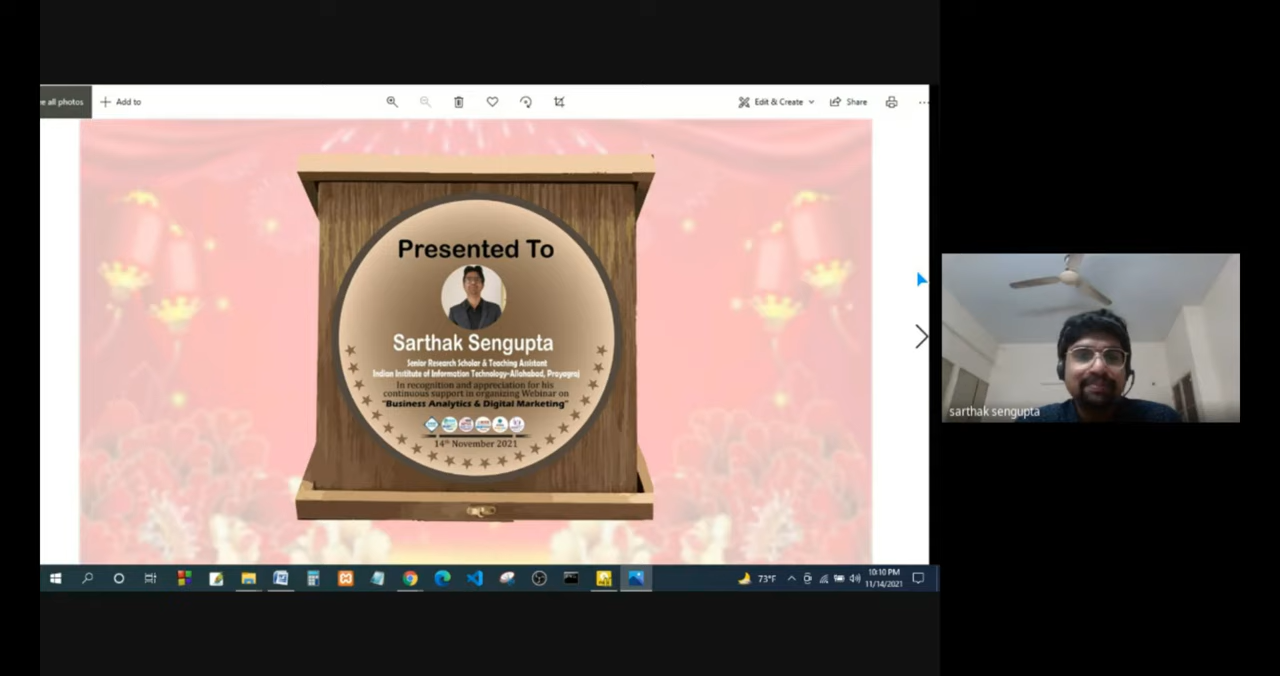 e all photos
Add to
Edit & Create
Share
Presented To
Sarthak Sengupta
Senior Research Scholar & Teaching Assistant
Indian Institute of Information Technology-Allahabad, Prayagraj
In recognition and appreciation for his
continuous support in organizing Webinar on
"Business Analytics & Digital Marketing"
14th November 2021
sarthak sengupta
73°F
10:10 PM
11/14/2021